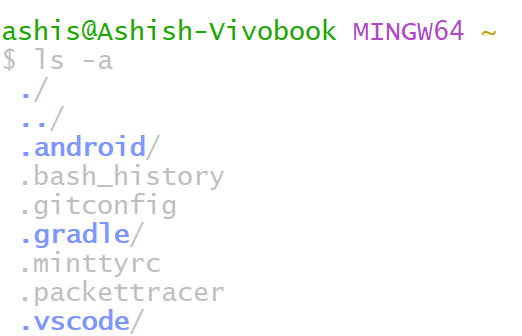 ashis@Ashish-Vivobook MINGW64 ~
$ ls -a
./
../
.android/
.bash_history
.gitconfig
.gradle/
.minttyrc
.packettracer
.vscode/